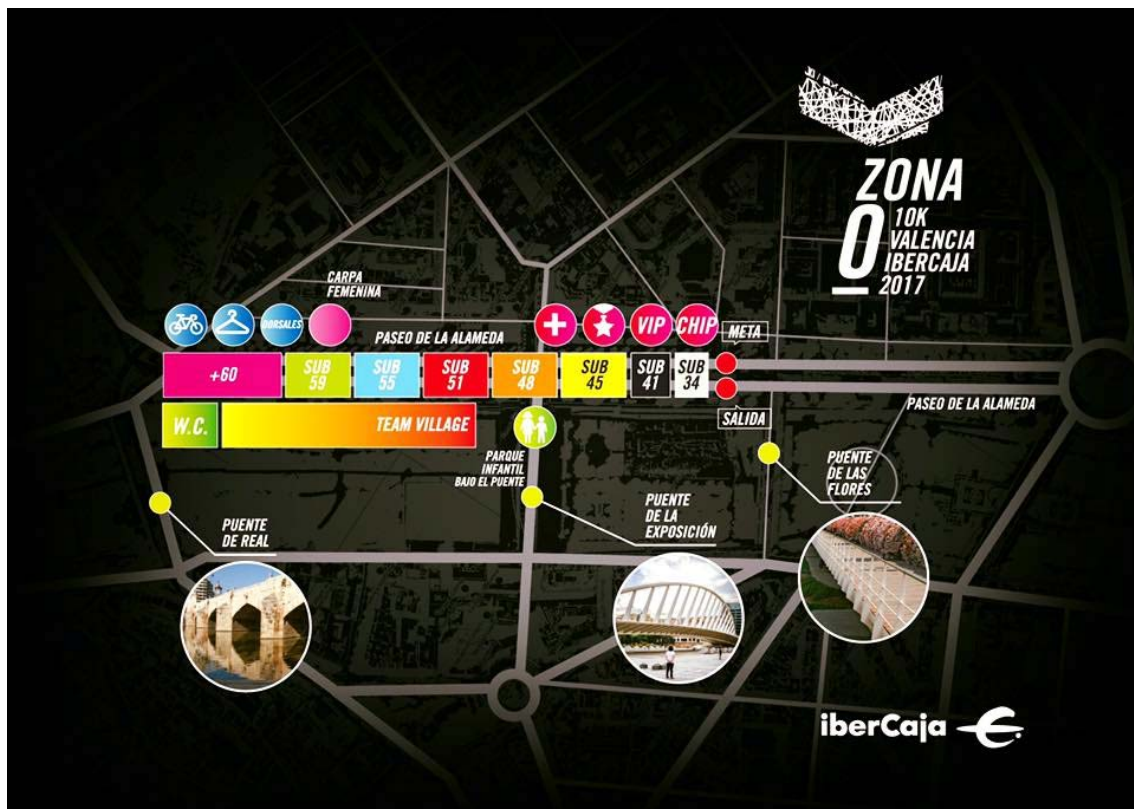 ZONA
0
10K
VALENCIA
IBERCAJA
2017
CARPA
FEMENINA
DORSALES
PASEO DE LA ALAMEDA
VIP
CHIP
META
+60
SUB
59
SUB
55
SUB
51
SUB
48
SUB
45
SUB
41
SUB
34
PASEO DE LA ALAMEDA
SALIDA
W.C.
TEAM VILLAGE
PARQUE
INFANTIL
BAJO EL PUENTE
PUENTE
DE LAS
FLORES
PUENTE
DE REAL
PUENTE
DE LA
EXPOSICIÓN
iberCaja